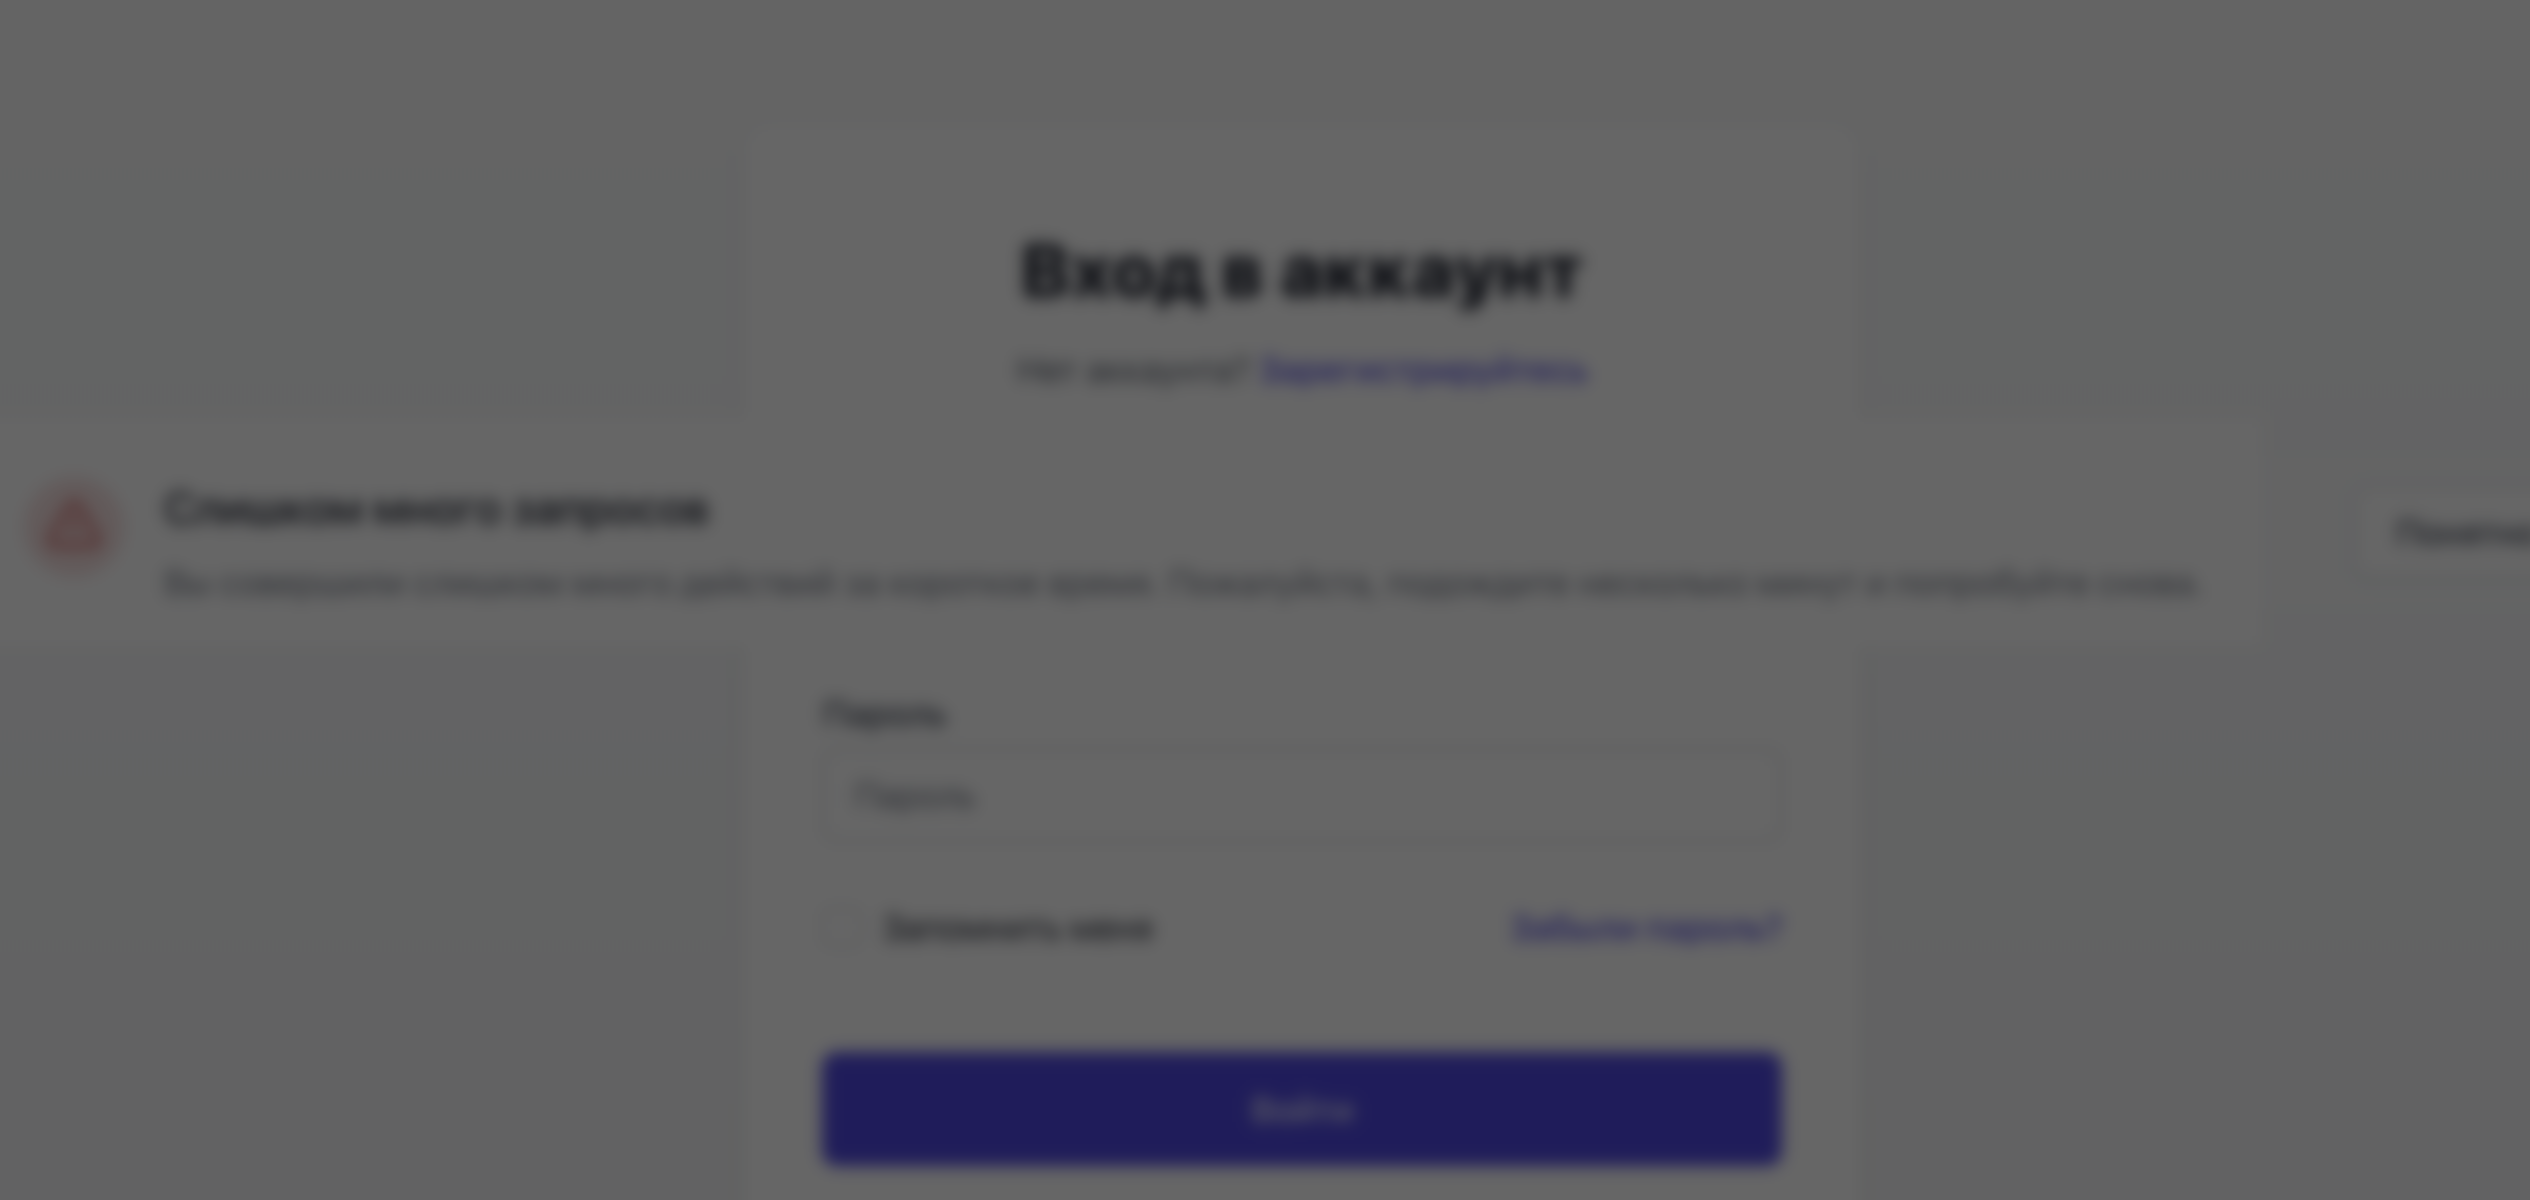 Вход в аккаунт
Нет аккаунта? Зарегистрируйтесь
Слишком много запросов
Понятно
Вы совершили слишком много действий за короткое время. Пожалуйста, подождите несколько минут и попробуйте снова.
Пароль
Пароль
Запомнить меня
Забыли пароль?
Войти